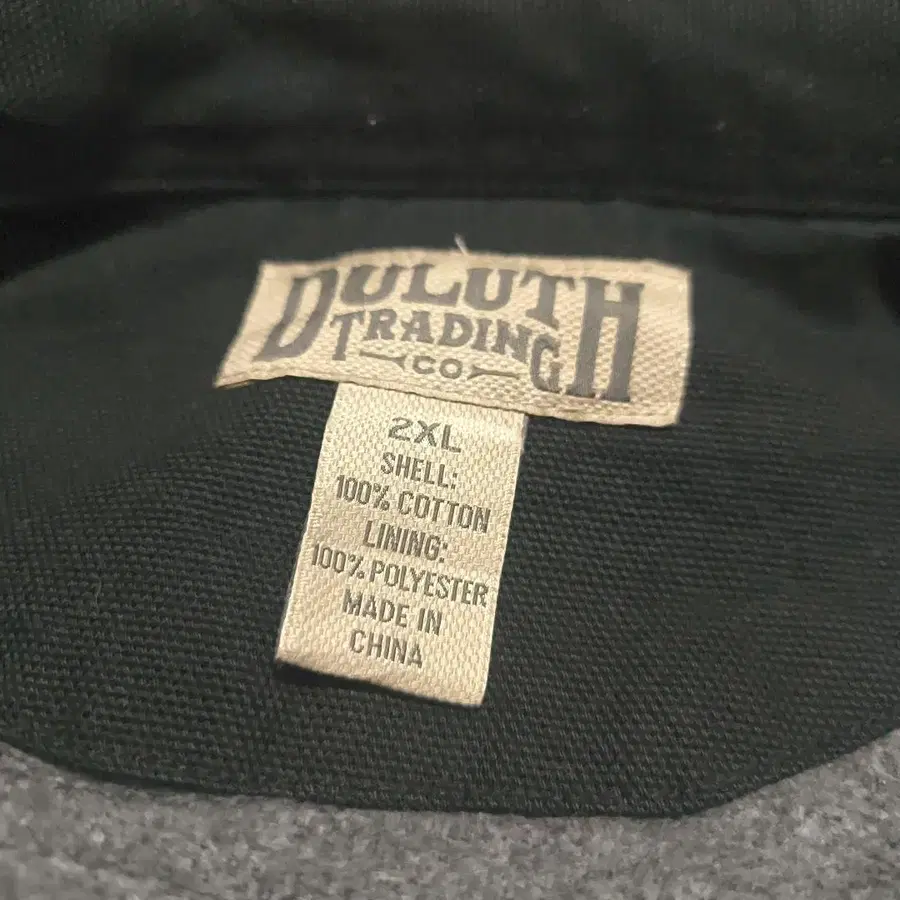 DULUTH
TRADING
CO
2XL
SHELL:
100% COTTON
LINING:
100% POLYESTER
MADE IN
CHINA